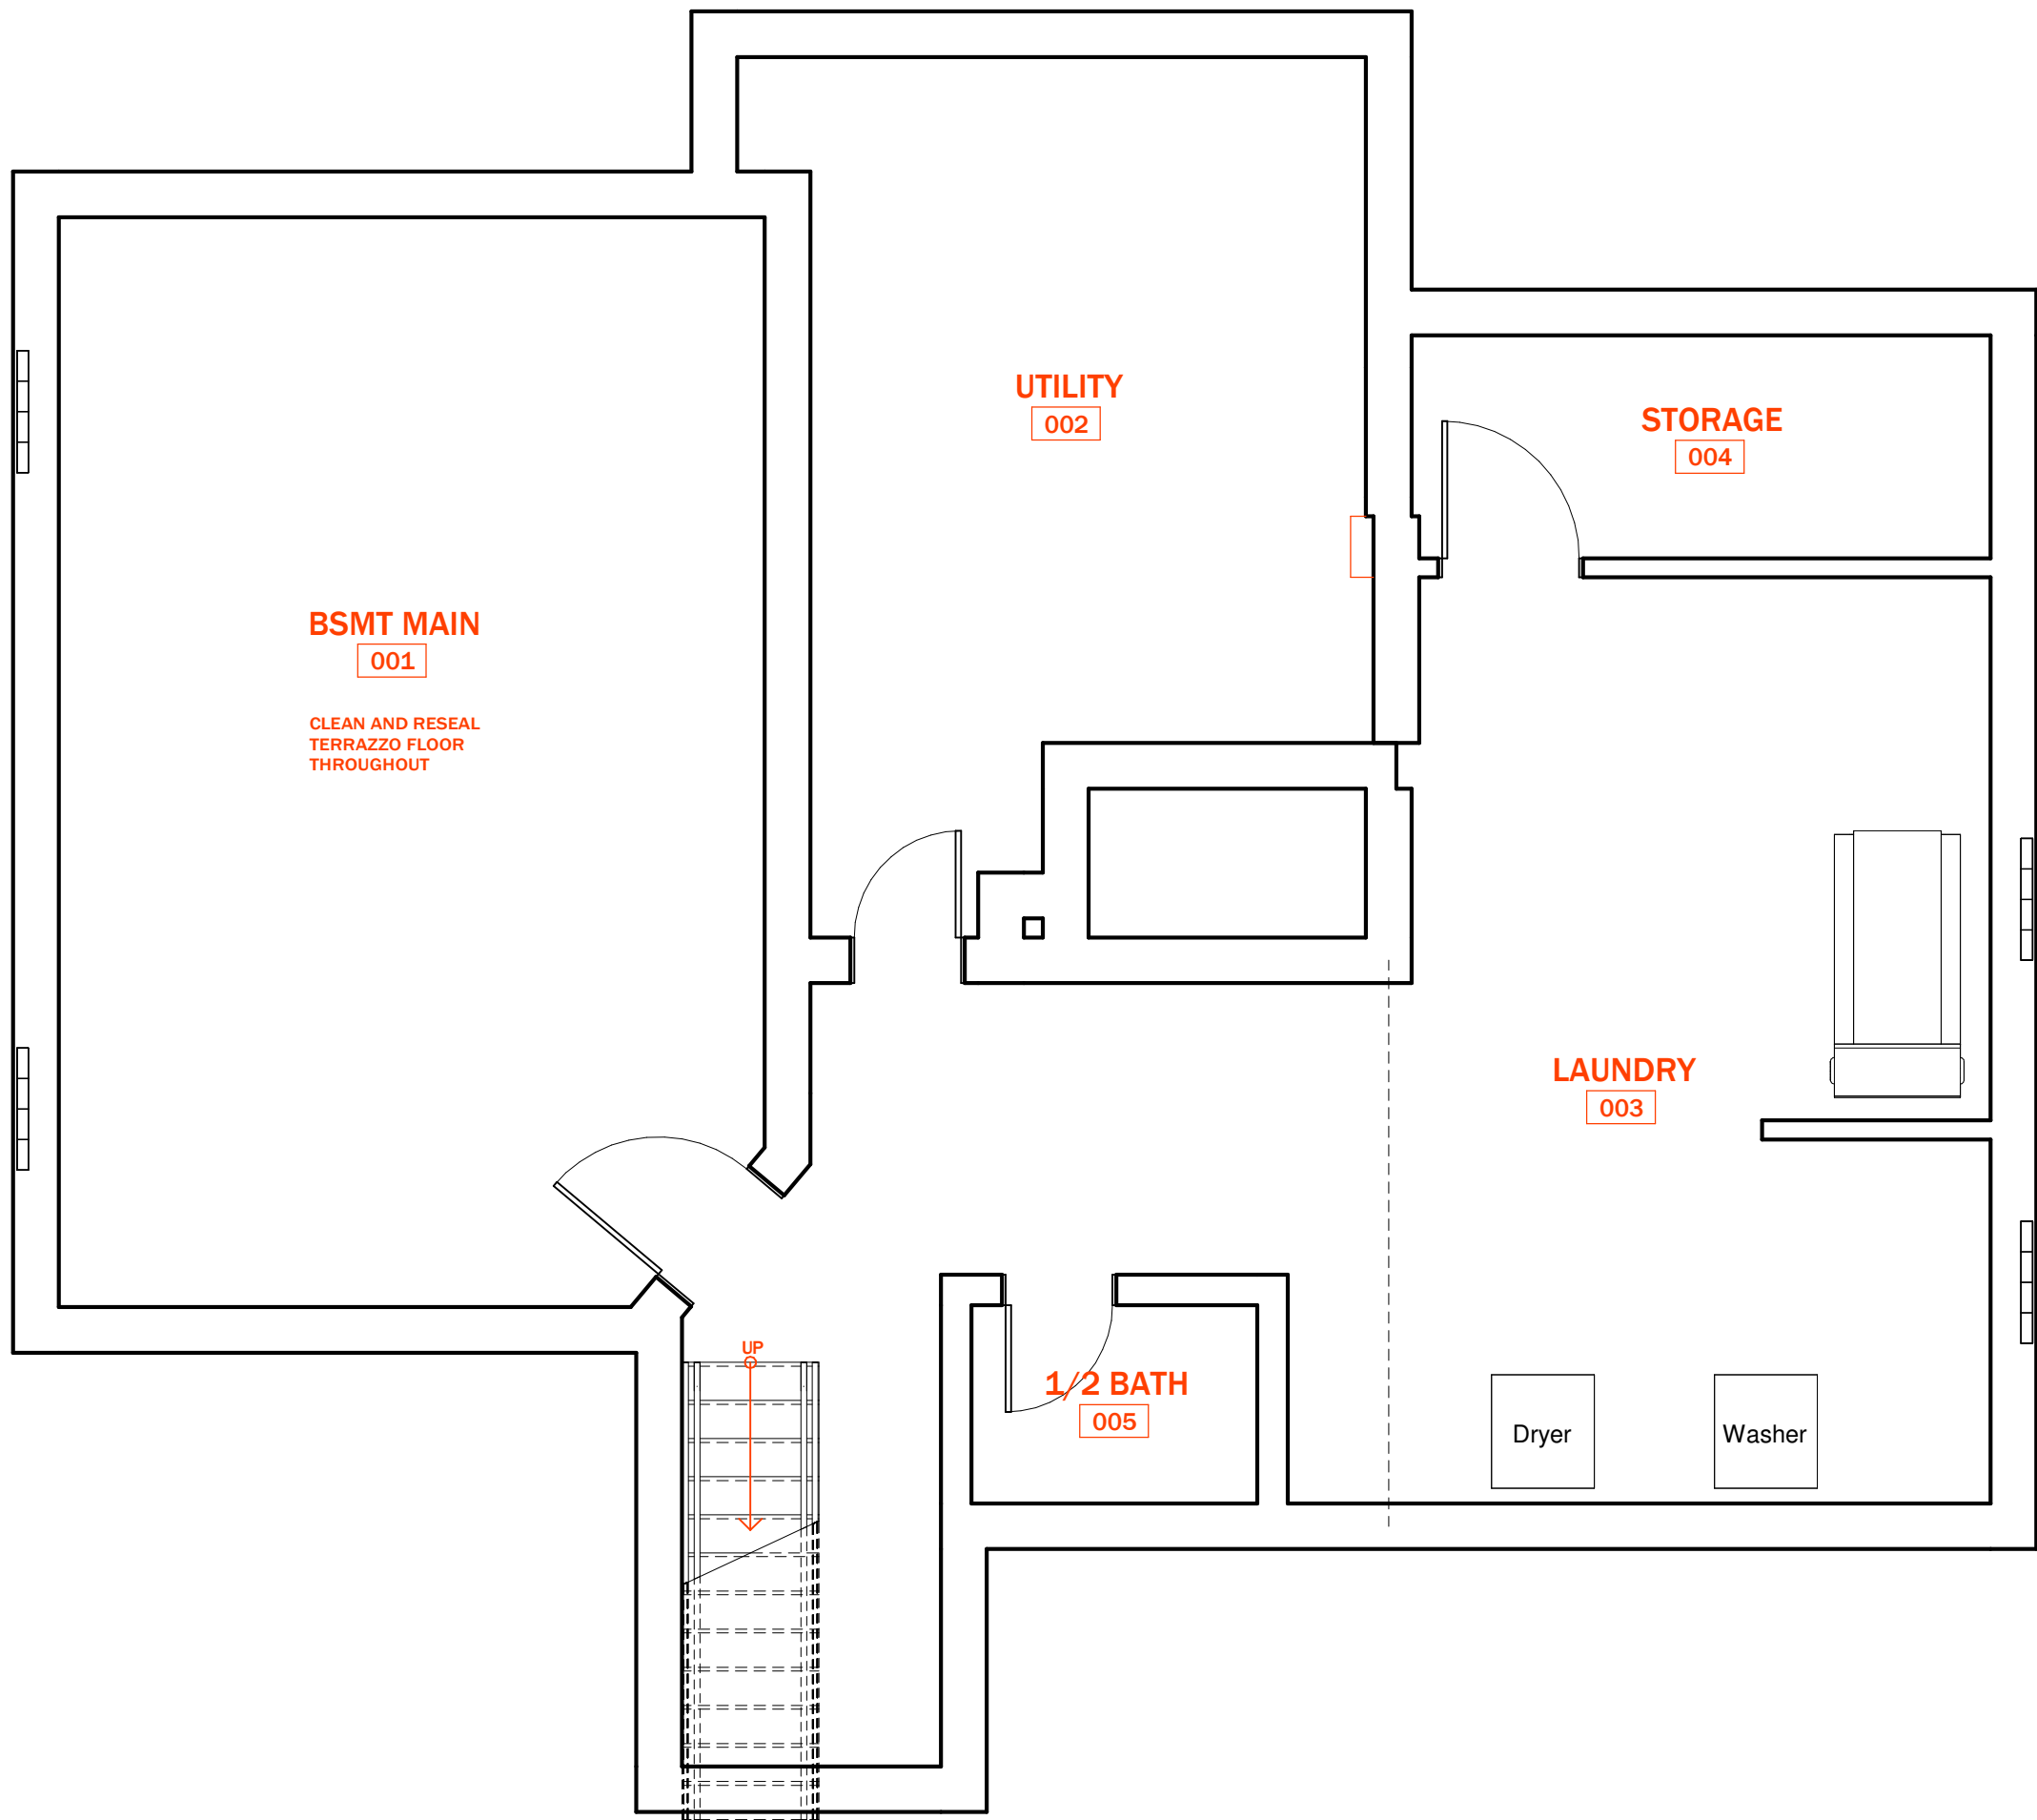 UTILITY
002
STORAGE
004
BSMT MAIN
001
CLEAN AND RESEAL
TERRAZZO FLOOR
THROUGHOUT
LAUNDRY
003
UP
1/2 BATH
005
Dryer
Washer